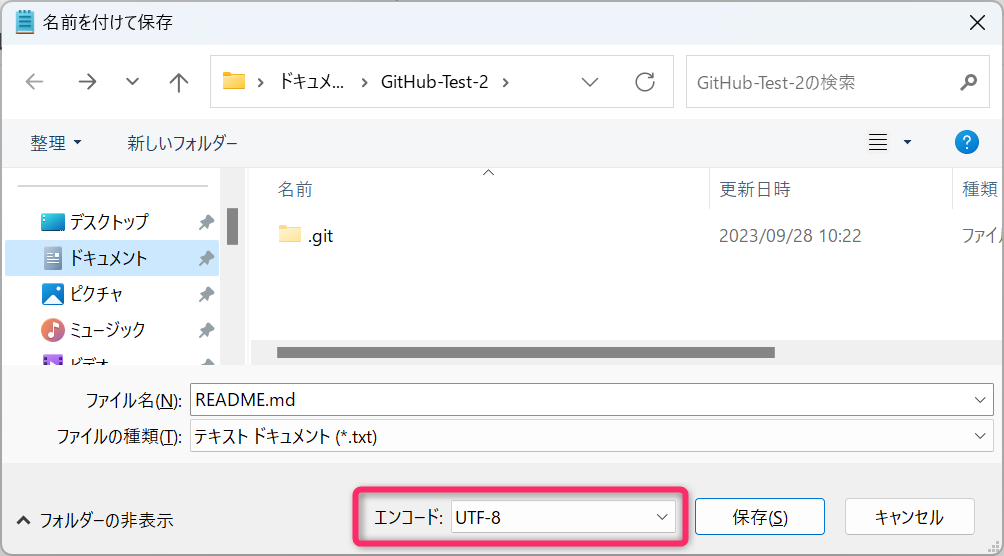 名前を付けて保存
ドキュメ... GitHub-Test-2
GitHub-Test-2の検索
整理
新しいフォルダー
?
名前
更新日時
種類
デスクトップ
ドキュメント
ピクチャ
ミュージック
ビデオ
.git
2023/09/28 10:22
ファイル
ファイル名(N): README.md
ファイルの種類(T): テキスト ドキュメント (*.txt)
フォルダーの非表示
エンコード: UTF-8
保存(S)
キャンセル